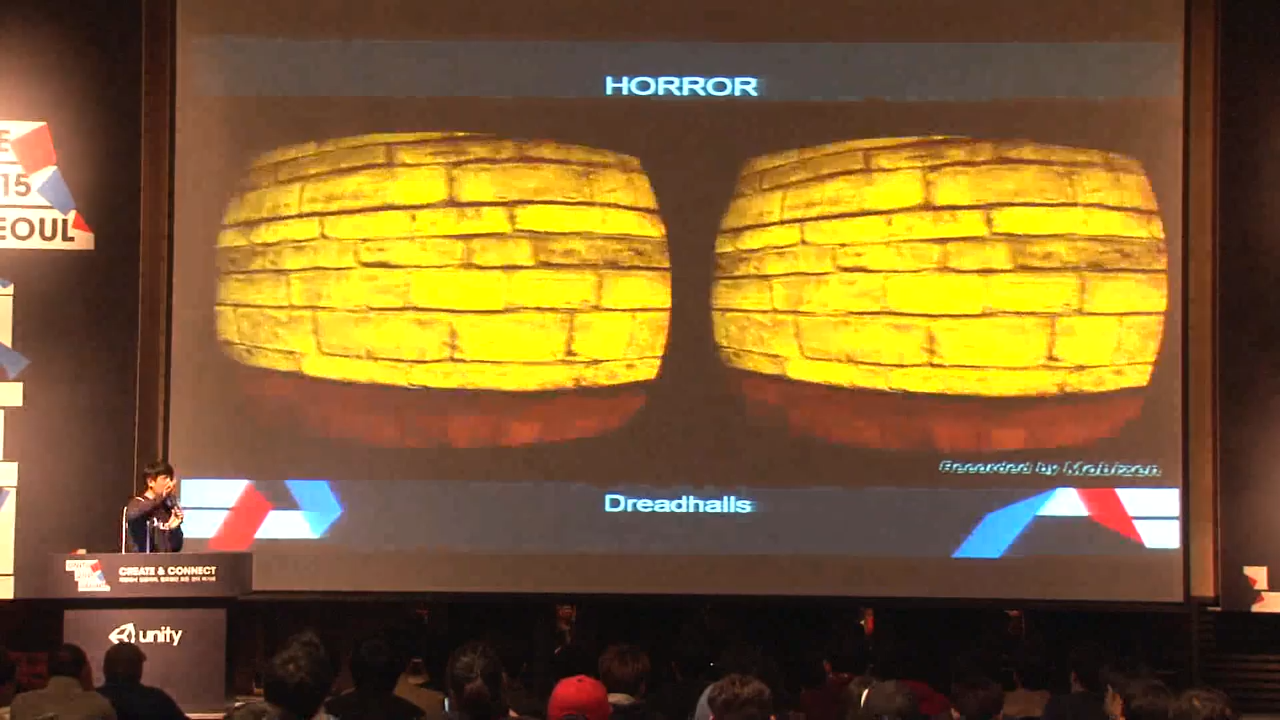 HORROR
E
15
EOUL
Recorded by Mobizen
Dreadhalls
CREATE & CONNECT
unity